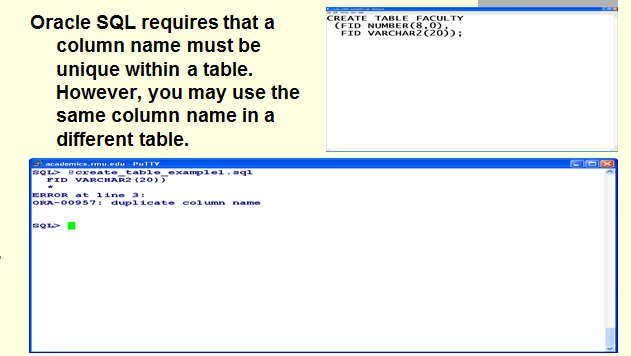 Oracle SQL requires that a
column name must be
unique within a table.
However, you may use the
same column name in a
different table.
CREATE TABLE FACULTY
(FID NUMBER(8,0),
FID VARCHAR2(20));
academics.rmu.edu - PuTTY
SQL> @create_table_example1.sql
FID VARCHAR2(20))
*
ERROR at line 3:
ORA-00957: duplicate column name
SQL>